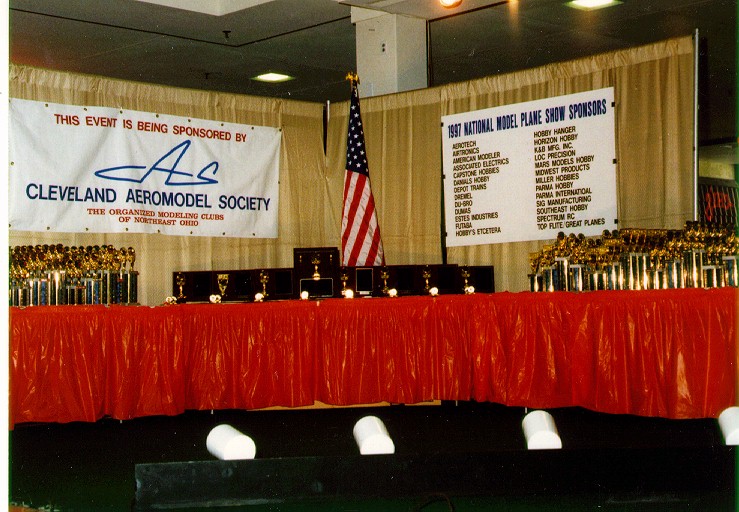 THIS EVENT IS BEING SPONSORED BY
CAS
CLEVELAND AEROMODEL SOCIETY
THE ORGANIZED MODELING CLUBS
OF NORTHEAST OHIO
1997 NATIONAL MODEL PLANE SHOW SPONSORS
AEROTECH
AIRTRONICS
AMERICAN MODELER
ASSOCIATED ELECTRICS
CAPSTONE HOBBIES
DANIALS HOBBY
DEPOT TRAINS
DREMEL
DU-BRO
DUMAS
ESTES INDUSTRIES
FUTABA
HOBBY'S ETCETERA
HOBBY HANGER
HORIZON HOBBY
K&B MFG, INC.
LOC PRECISION
MARS MODELS HOBBY
MIDWEST PRODUCTS
MILLER HOBBIES
PARMA HOBBY
PARMA INTERNATIOAL
SIG MANUFACTURING
SOUTHEAST HOBBY
SPECTRUM RC
TOP FLITE/GREAT PLANES